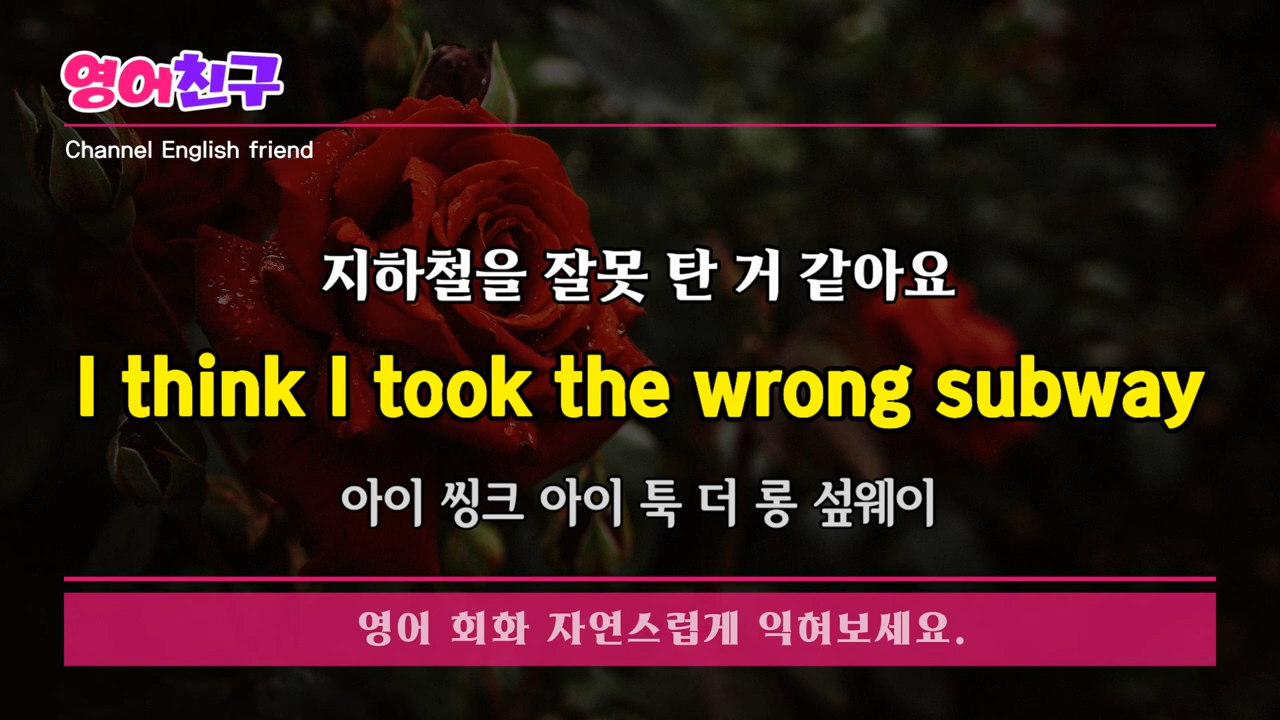 영어친구
Channel English friend
지하철을 잘못 탄 거 같아요
I think I took the wrong subway
아이 씽크 아이 툭 더 롱 섶웨이
영어 회화 자연스럽게 익혀보세요.